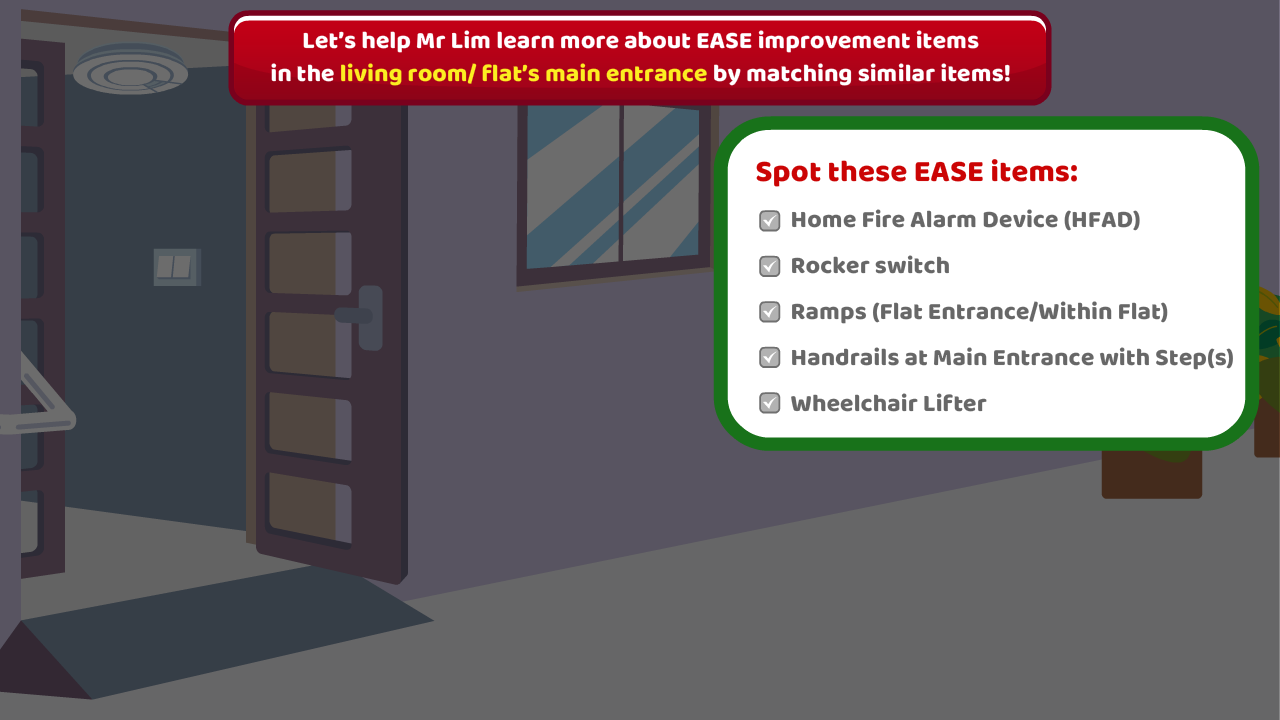 Let's help Mr Lim learn more about EASE improvement items
in the living room/ flat's main entrance by matching similar items!
Spot these EASE items:
Home Fire Alarm Device (HFAD)
Rocker switch
Ramps (Flat Entrance/Within Flat)
Handrails at Main Entrance with Step(s)
Wheelchair Lifter